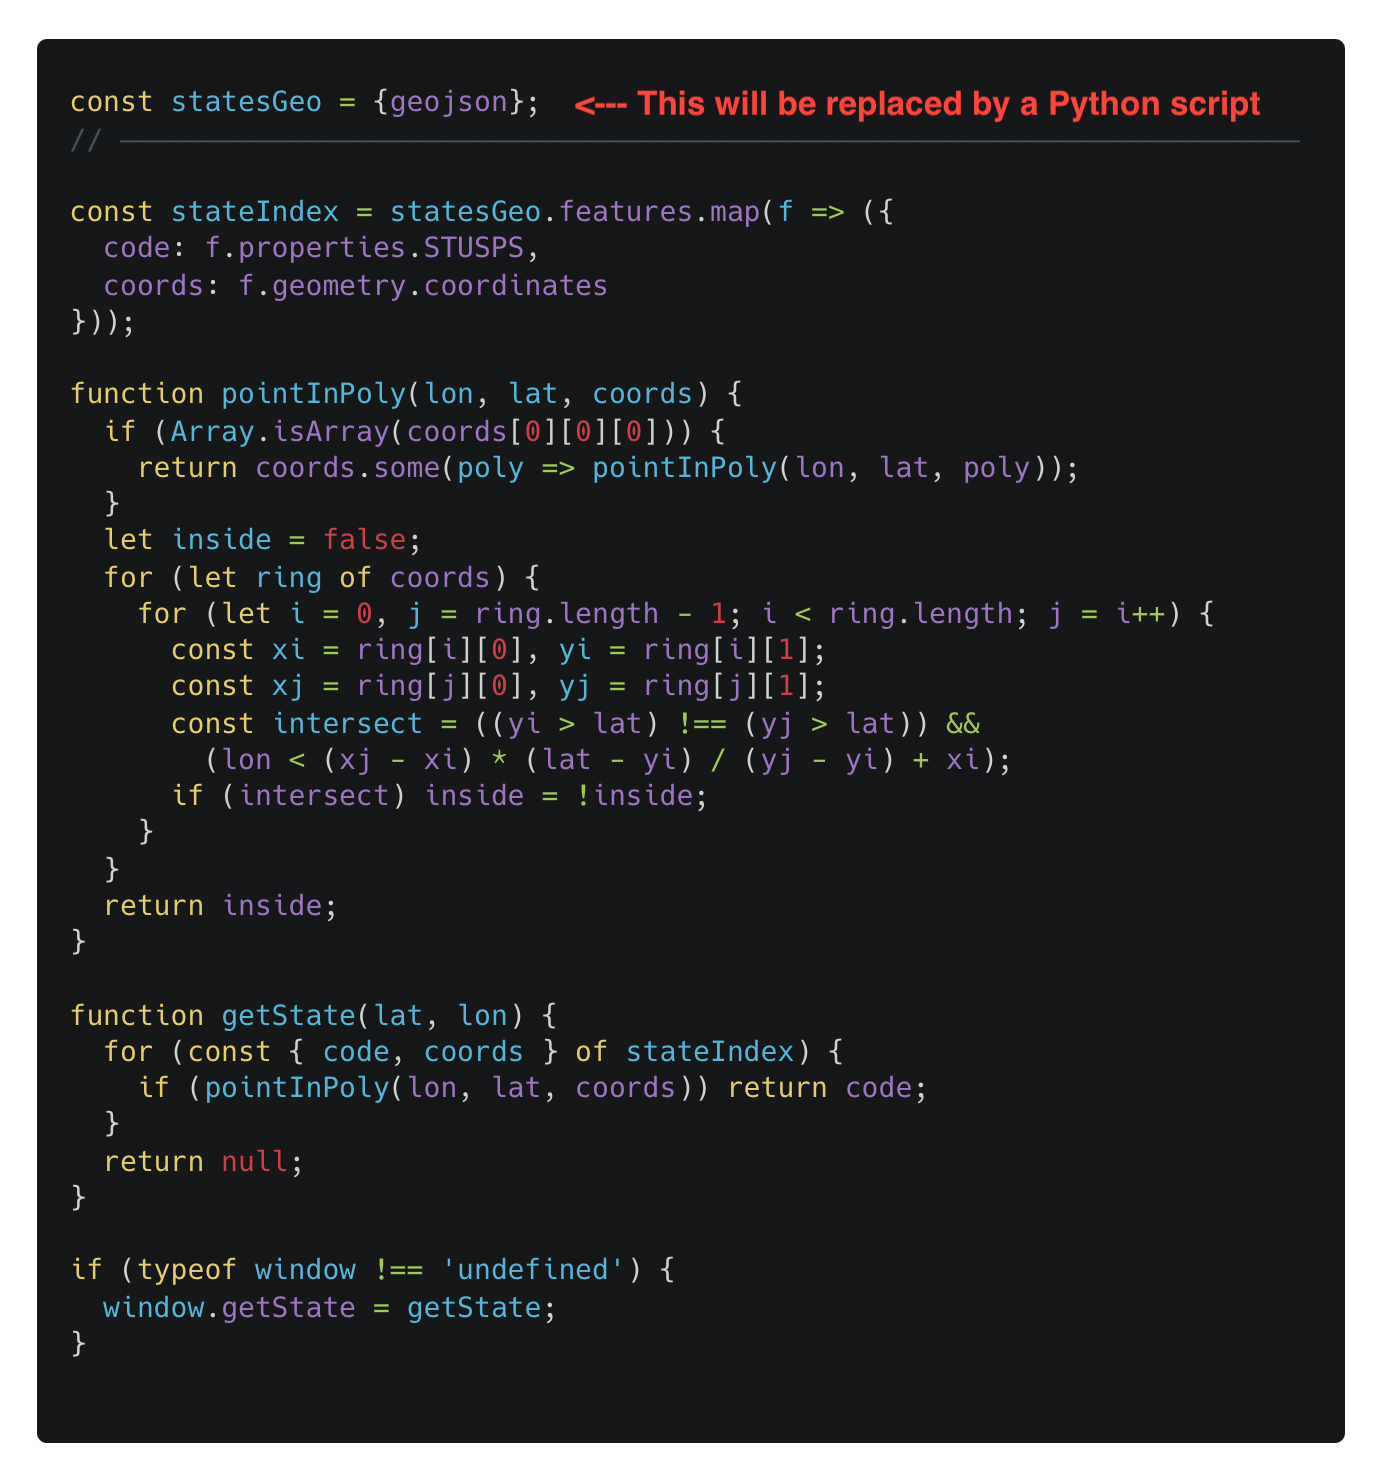 const statesGeo = {geojson}; <--- This will be replaced by a Python script
// ──────────────────────────────────────────────────────────────────────
const stateIndex = statesGeo.features.map(f => ({
  code: f.properties.STUSPS,
  coords: f.geometry.coordinates
}));
function pointInPoly(lon, lat, coords) {
  if (Array.isArray(coords[0][0][0])) {
    return coords.some(poly => pointInPoly(lon, lat, poly));
  }
  let inside = false;
  for (let ring of coords) {
    for (let i = 0, j = ring.length - 1; i < ring.length; j = i++) {
      const xi = ring[i][0], yi = ring[i][1];
      const xj = ring[j][0], yj = ring[j][1];
      const intersect = ((yi > lat) !== (yj > lat)) &&
        (lon < (xj - xi) * (lat - yi) / (yj - yi) + xi);
      if (intersect) inside = !inside;
    }
  }
  return inside;
}
function getState(lat, lon) {
  for (const { code, coords } of stateIndex) {
    if (pointInPoly(lon, lat, coords)) return code;
  }
  return null;
}
if (typeof window !== 'undefined') {
  window.getState = getState;
}